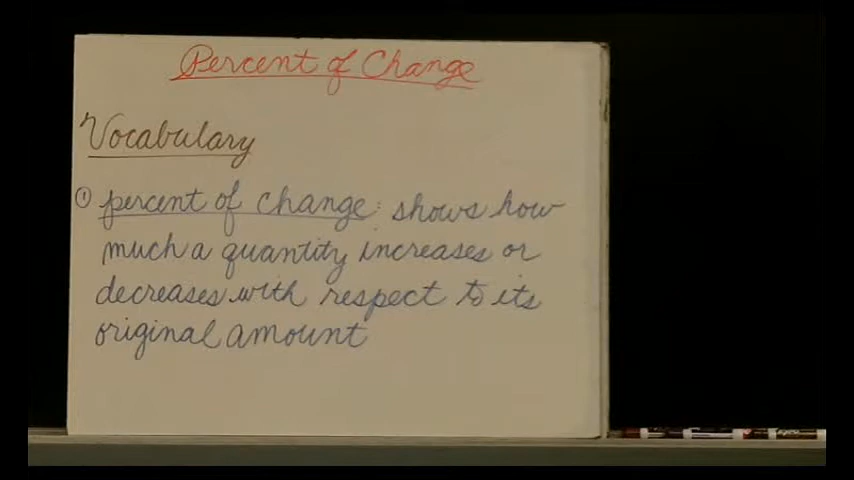 Percent of Change
Vocabulary
① percent of change: shows how
much a quantity increases or
decreases with respect to its
original amount